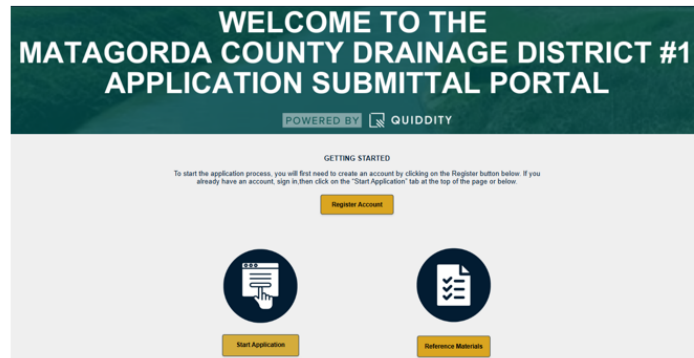 WELCOME TO THE
MATAGORDA COUNTY DRAINAGE DISTRICT #1
APPLICATION SUBMITTAL PORTAL
POWERED BY QUIDDITY
GETTING STARTED
To start the application process, you will first need to create an account by clicking on the Register button below. If you
already have an account, sign in,then click on the "Start Application" tab at the top of the page or below.
Register Account
Start Application
Reference Materials